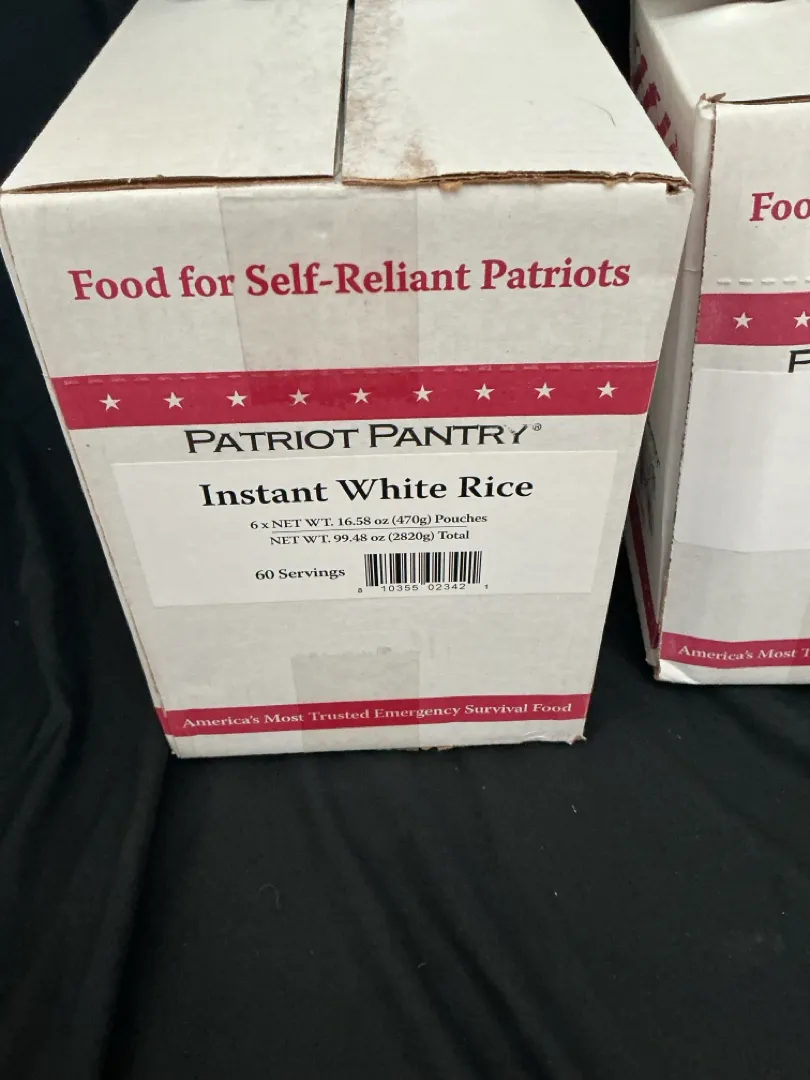 Food for Self-Reliant Patriots
PATRIOT PANTRY®
Instant White Rice
6 x NET WT. 16.58 oz (470g) Pouches
NET WT. 99.48 oz (2820g) Total
60 Servings
8 10355 02342 1
America's Most Trusted Emergency Survival Food
Foo
P
America's Most T